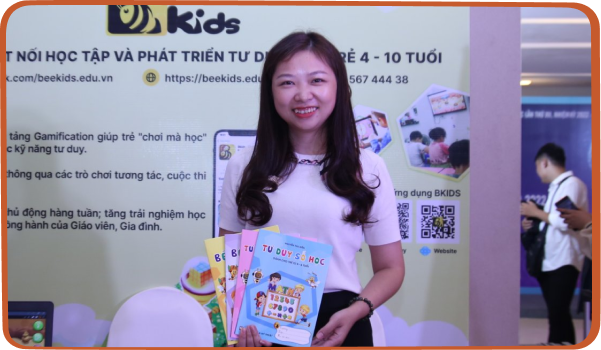 Kids
T NỐI HỌC TẬP VÀ PHÁT TRIỂN TƯ D
RẺ 4 - 10 TUỔI
x.com/beekids.edu.vn
https://beekids.edu.
567 444 38
tảng Gamification giúp trẻ "chơi mà học"
c kỹ năng tư duy.
thông qua các trò chơi tương tác, cuộc thi
hủ động hàng tuần; tăng trải nghiệm học
ồng hành của Giáo viên, Gia đình.
ứng dụng BKIDS
Website
BE
BE
TƯ DUY SỐ HỌC